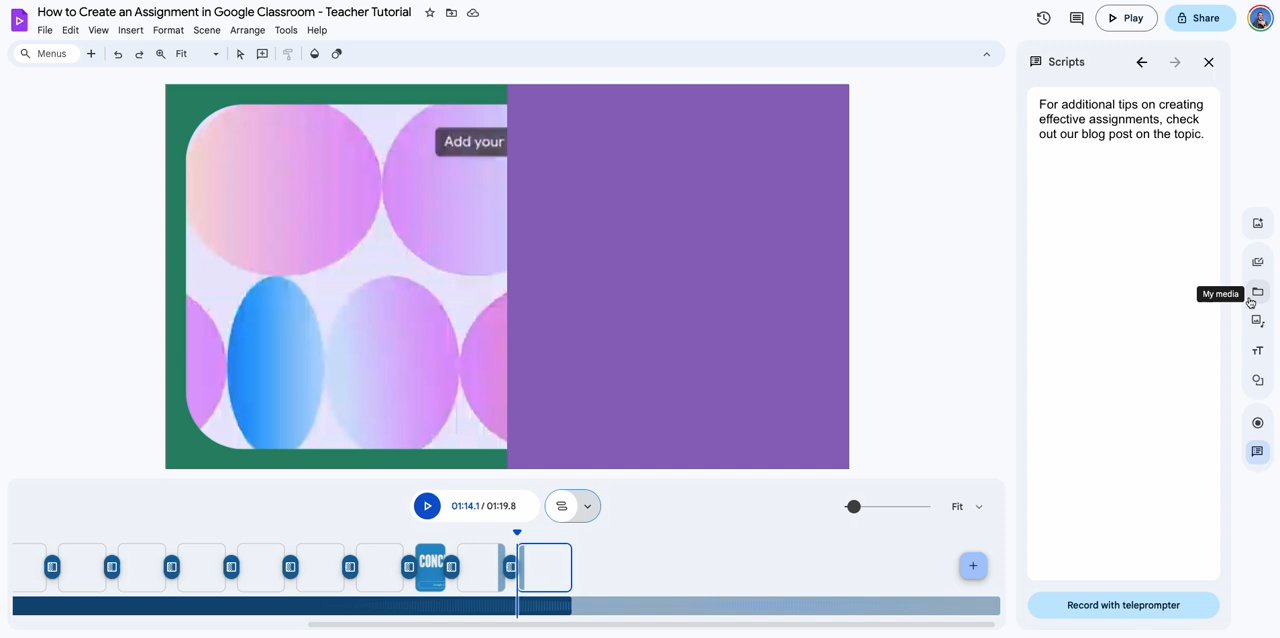 How to Create an Assignment in Google Classroom - Teacher Tutorial
File Edit View Insert Format Scene Arrange Tools Help
Play
Share
Menus
Fit
Scripts
For additional tips on creating
effective assignments, check
out our blog post on the topic.
Add your
My media
01:14.1 / 01:19.8
Fit
CONC
Record with teleprompter